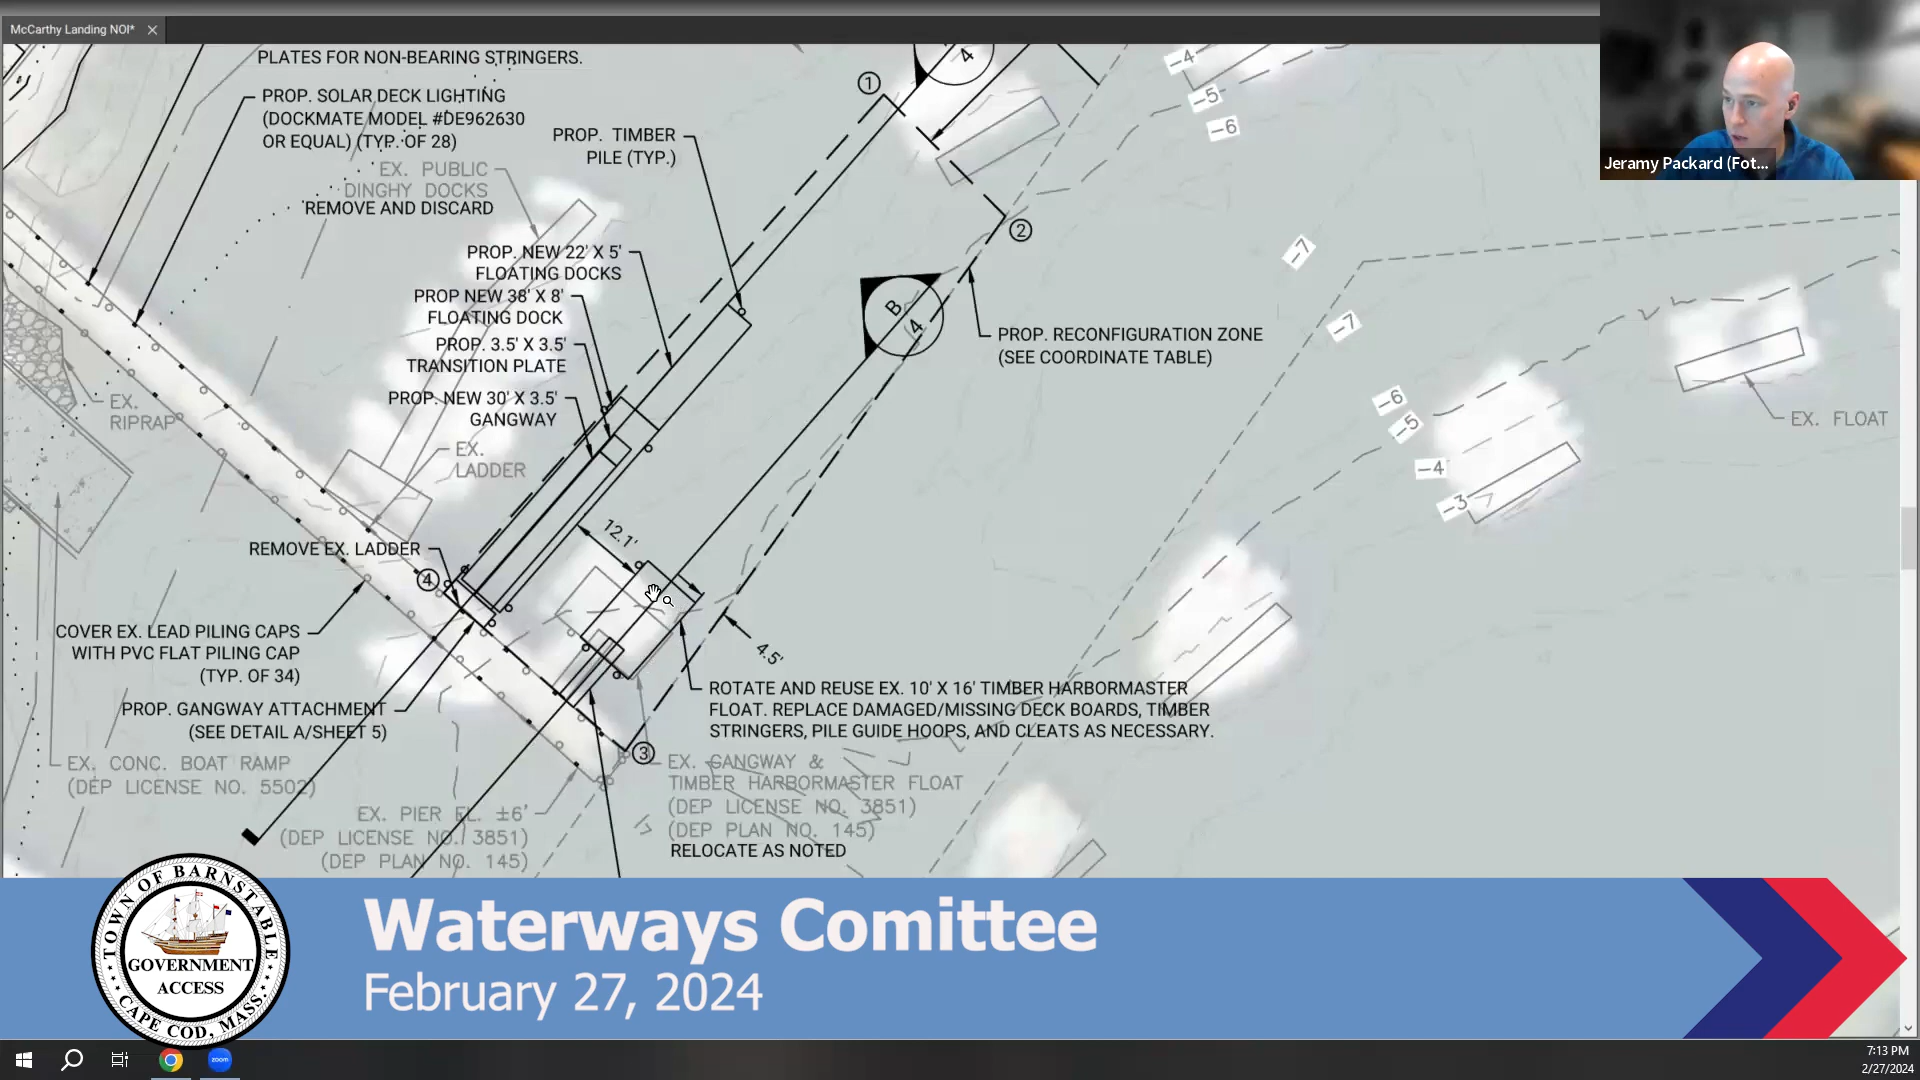 McCarthy Landing NOI*
PLATES FOR NON-BEARING STRINGERS.
PROP. SOLAR DECK LIGHTING
(DOCKMATE MODEL #DE962630
OR EQUAL) (TYP. OF 28)
PROP. TIMBER
PILE (TYP.)
EX. PUBLIC
DINGHY DOCKS
REMOVE AND DISCARD
PROP. NEW 22' X 5'
FLOATING DOCKS
PROP NEW 38' X 8'
FLOATING DOCK
PROP. 3.5' X 3.5'
TRANSITION PLATE
PROP. NEW 30' X 3.5'
GANGWAY
EX.
RIPRAP
EX.
LADDER
REMOVE EX. LADDER
COVER EX. LEAD PILING CAPS
WITH PVC FLAT PILING CAP
(TYP. OF 34)
PROP. GANGWAY ATTACHMENT
(SEE DETAIL A/SHEET 5)
EX. CONC. BOAT RAMP
(DEP LICENSE NO. 5502)
EX. PIER EL. ±6'
(DEP LICENSE NO. 3851)
(DEP PLAN NO. 145)
1
2
3
4
4
B
4
12.1'
4.5'
PROP. RECONFIGURATION ZONE
(SEE COORDINATE TABLE)
ROTATE AND REUSE EX. 10' X 16' TIMBER HARBORMASTER
FLOAT. REPLACE DAMAGED/MISSING DECK BOARDS, TIMBER
STRINGERS, PILE GUIDE HOOPS, AND CLEATS AS NECESSARY.
EX. GANGWAY &
TIMBER HARBORMASTER FLOAT
(DEP LICENSE NO. 3851)
(DEP PLAN NO. 145)
RELOCATE AS NOTED
-4
-5
-6
-7
-7
-6
-5
-4
-3
EX. FLOAT
Jeramy Packard (Fot...
TOWN OF BARNSTABLE
GOVERNMENT
ACCESS
CAPE COD, MASS.
Waterways Comittee
February 27, 2024
zoom
7:13 PM
2/27/2024